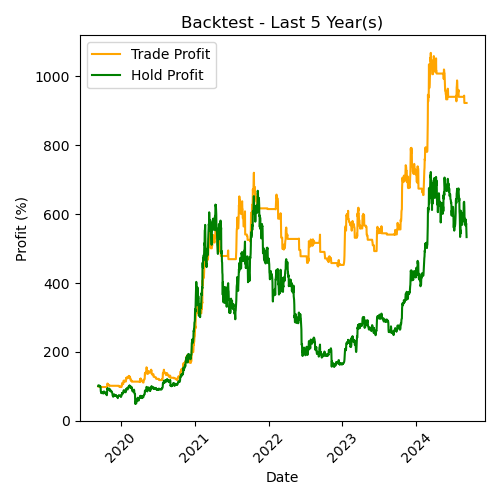 Backtest - Last 5 Year(s)
Trade Profit
Hold Profit
Profit (%)
1000
800
600
400
200
0
2020
2021
2022
2023
2024
Date